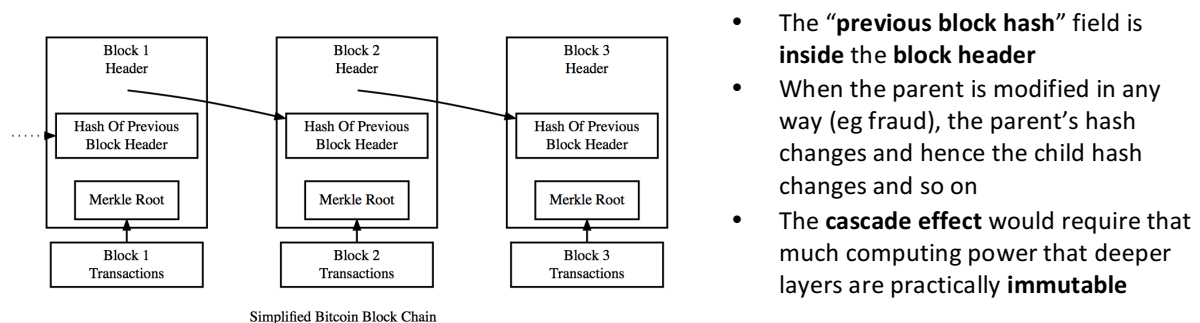 Block 1
Header
Hash Of Previous
Block Header
Merkle Root
Block 1
Transactions
Block 2
Header
Hash Of Previous
Block Header
Merkle Root
Block 2
Transactions
Block 3
Header
Hash Of Previous
Block Header
Merkle Root
Block 3
Transactions
Simplified Bitcoin Block Chain
• The “previous block hash” field is
inside the block header
• When the parent is modified in any
way (eg fraud), the parent’s hash
changes and hence the child hash
changes and so on
• The cascade effect would require that
much computing power that deeper
layers are practically immutable